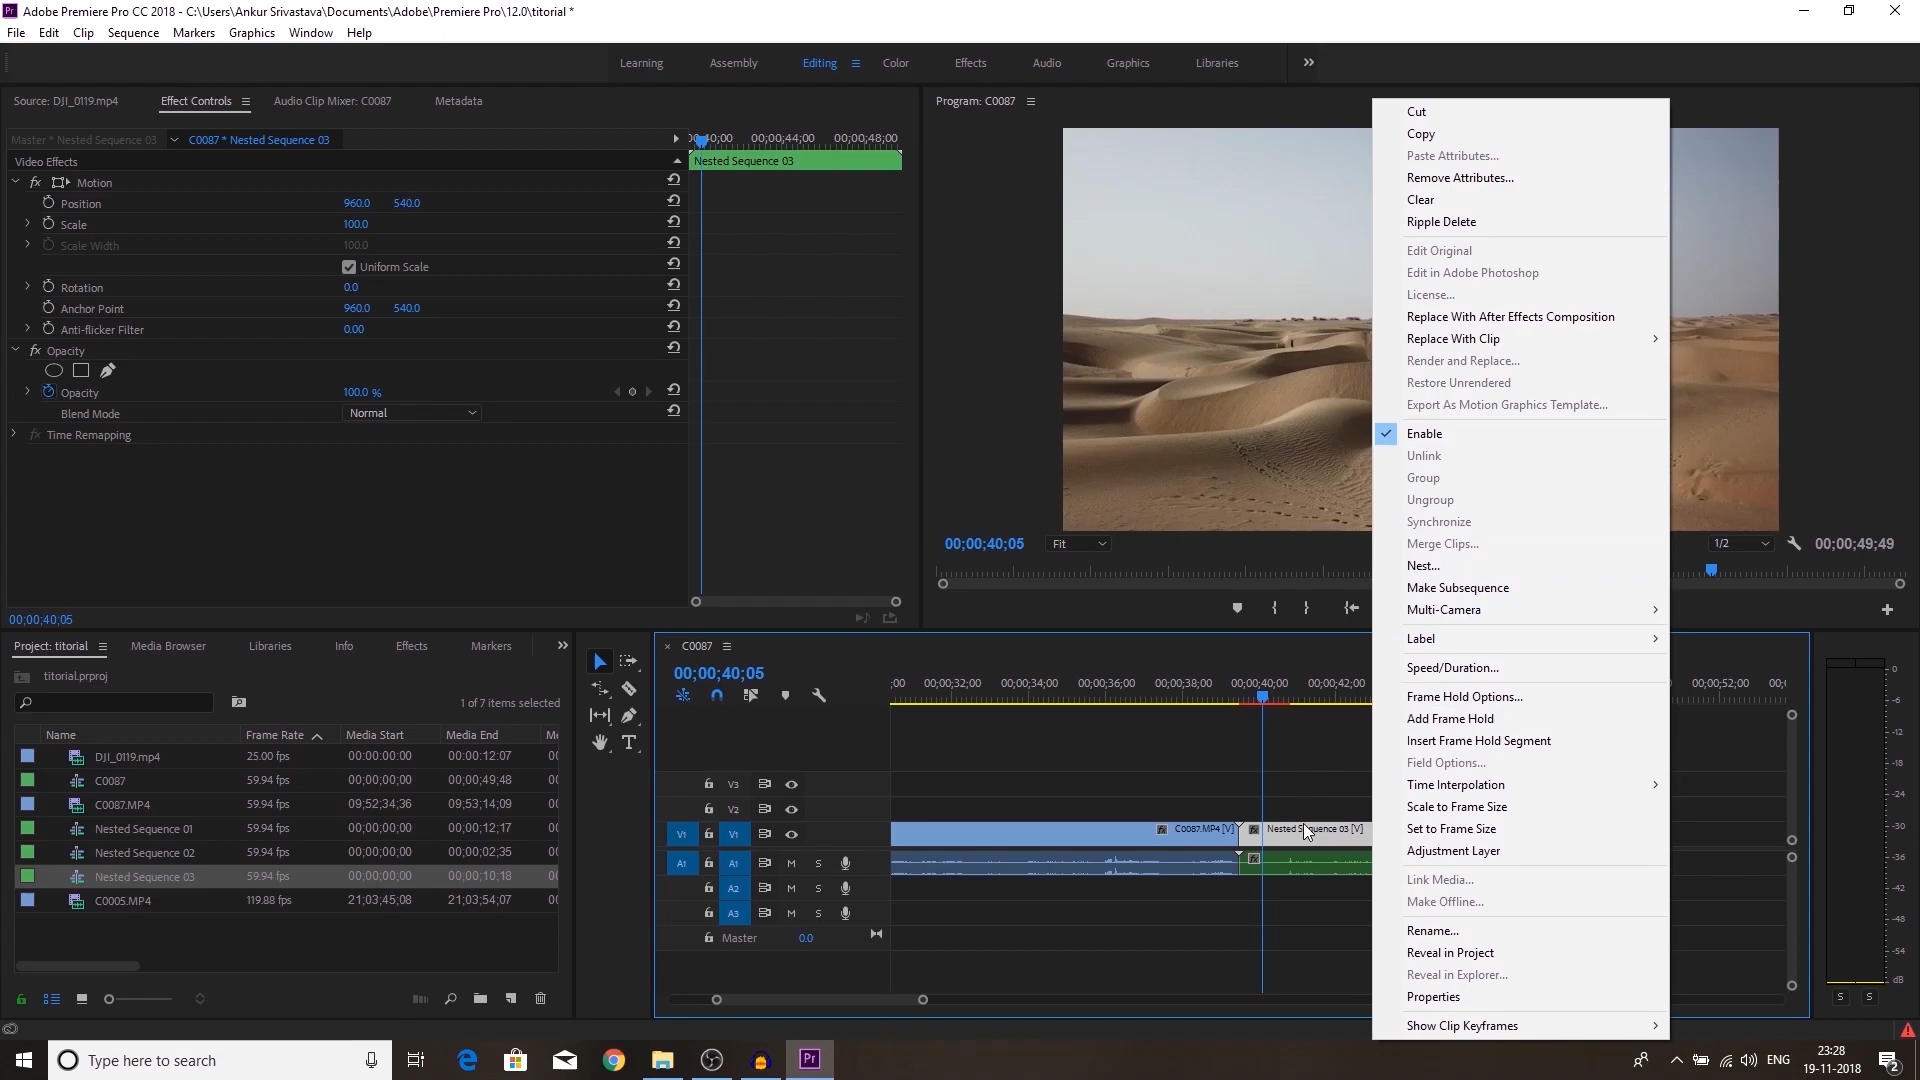 Adobe Premiere Pro CC 2018 - C:\Users\Ankur Srivastava\Documents\Adobe\Premiere Pro\12.0\titorial *
File Edit Clip Sequence Markers Graphics Window Help
Learning Assembly Editing Color Effects Audio Graphics Libraries
Source: DJI_0119.mp4 Effect Controls Audio Clip Mixer: C0087 Metadata
Master * Nested Sequence 03 C0087 * Nested Sequence 03
00;00;44;00 00;00;48;00
Video Effects
Nested Sequence 03
fx Motion
Position 960.0 540.0
Scale 100.0
Scale Width 100.0
Uniform Scale
Rotation 0.0
Anchor Point 960.0 540.0
Anti-flicker Filter 0.00
fx Opacity
Opacity 100.0 %
Blend Mode Normal
fx Time Remapping
00;00;40;05
Program: C0087
00;00;40;05 Fit 1/2 00;00;49;49
Cut
Copy
Paste Attributes...
Remove Attributes...
Clear
Ripple Delete
Edit Original
Edit in Adobe Photoshop
License...
Replace With After Effects Composition
Replace With Clip
Render and Replace...
Restore Unrendered
Export As Motion Graphics Template...
Enable
Unlink
Group
Ungroup
Synchronize
Merge Clips...
Nest...
Make Subsequence
Multi-Camera
Label
Speed/Duration...
Frame Hold Options...
Add Frame Hold
Insert Frame Hold Segment
Field Options...
Time Interpolation
Scale to Frame Size
Set to Frame Size
Adjustment Layer
Link Media...
Make Offline...
Rename...
Reveal in Project
Reveal in Explorer...
Properties
Show Clip Keyframes
Project: titorial Media Browser Libraries Info Effects Markers
titorial.prproj
1 of 7 items selected
Name Frame Rate Media Start Media End
DJI_0119.mp4 25.00 fps 00:00:00:00 00:00:12:07
C0087 59.94 fps 00;00;00;00 00;00;49;48
C0087.MP4 59.94 fps 09;52;34;36 09;53;14;09
Nested Sequence 01 59.94 fps 00;00;00;00 00;00;12;17
Nested Sequence 02 59.94 fps 00;00;00;00 00;00;02;35
Nested Sequence 03 59.94 fps 00;00;00;00 00;00;10;18
C0005.MP4 119.88 fps 21;03;45;08 21;03;54;07
C0087
00;00;40;05
00;00;32;00 00;00;34;00 00;00;36;00 00;00;38;00 00;00;40;00 00;00;42;00 00;00;52;00
V3
V2
V1 V1 fx C0087.MP4 [V] fx Nested Sequence 03 [V]
A1 A1 M S fx
A2 M S
A3 M S
Master 0.0
0
-6
-12
-18
-24
-30
-36
-42
-48
-54
dB
S S
Type here to search
Pr
ENG
23:28
19-11-2018
2